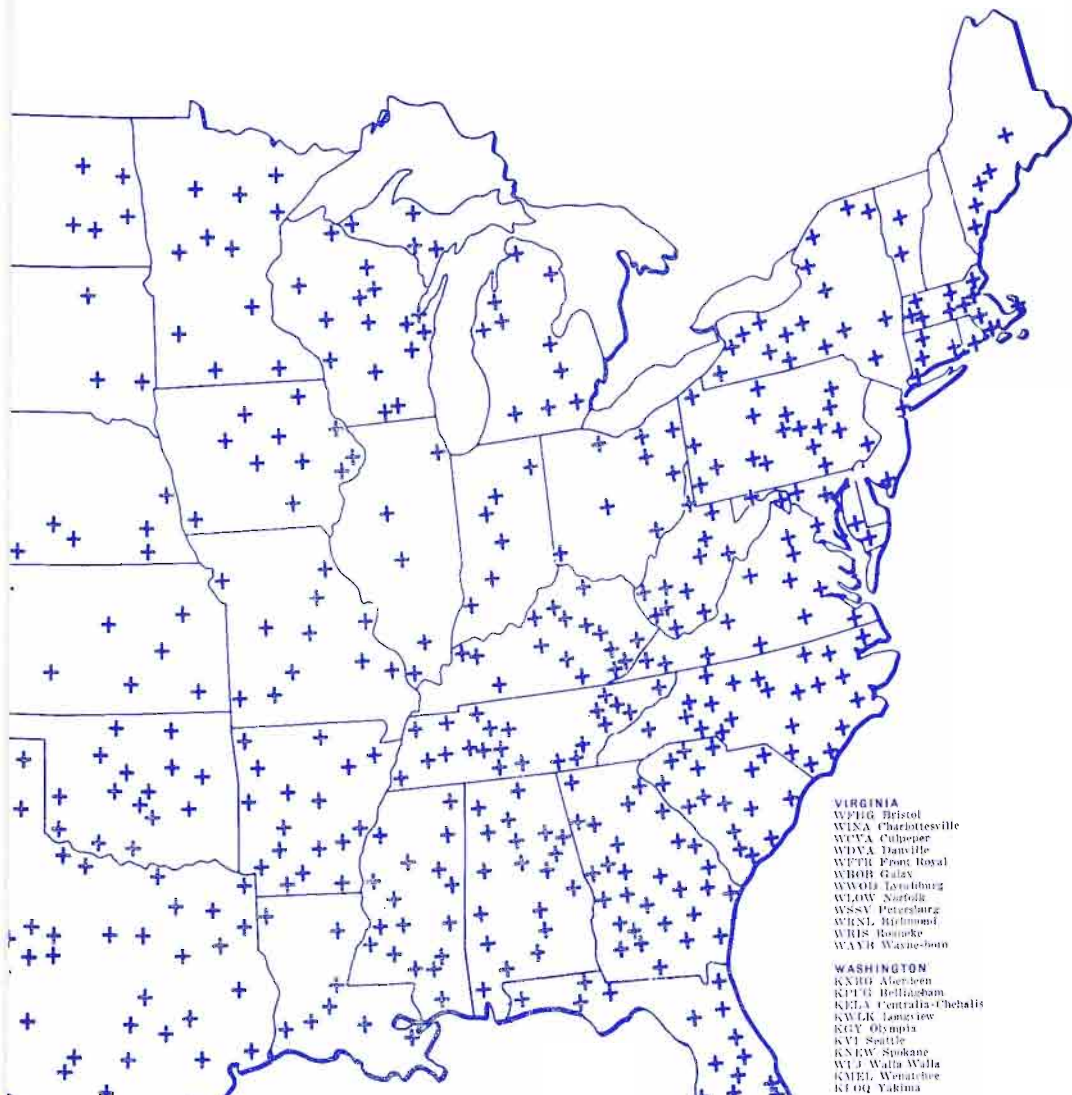 VIRGINIA
WFHG Bristol
WINA Charlottesville
WCVA Culpeper
WDVA Danville
WFTR Front Royal
WBOB Galax
WWOD Lynchburg
WLOW Norfolk
WSSV Petersburg
WRNL Richmond
WRIS Roanoke
WAYB Waynesboro
WASHINGTON
KXRO Aberdeen
KPUG Bellingham
KELA Centralia-Chehalis
KWLK Longview
KGY Olympia
KVI Seattle
KNEW Spokane
Walla Walla
KMEL Wenatchee
Yakima